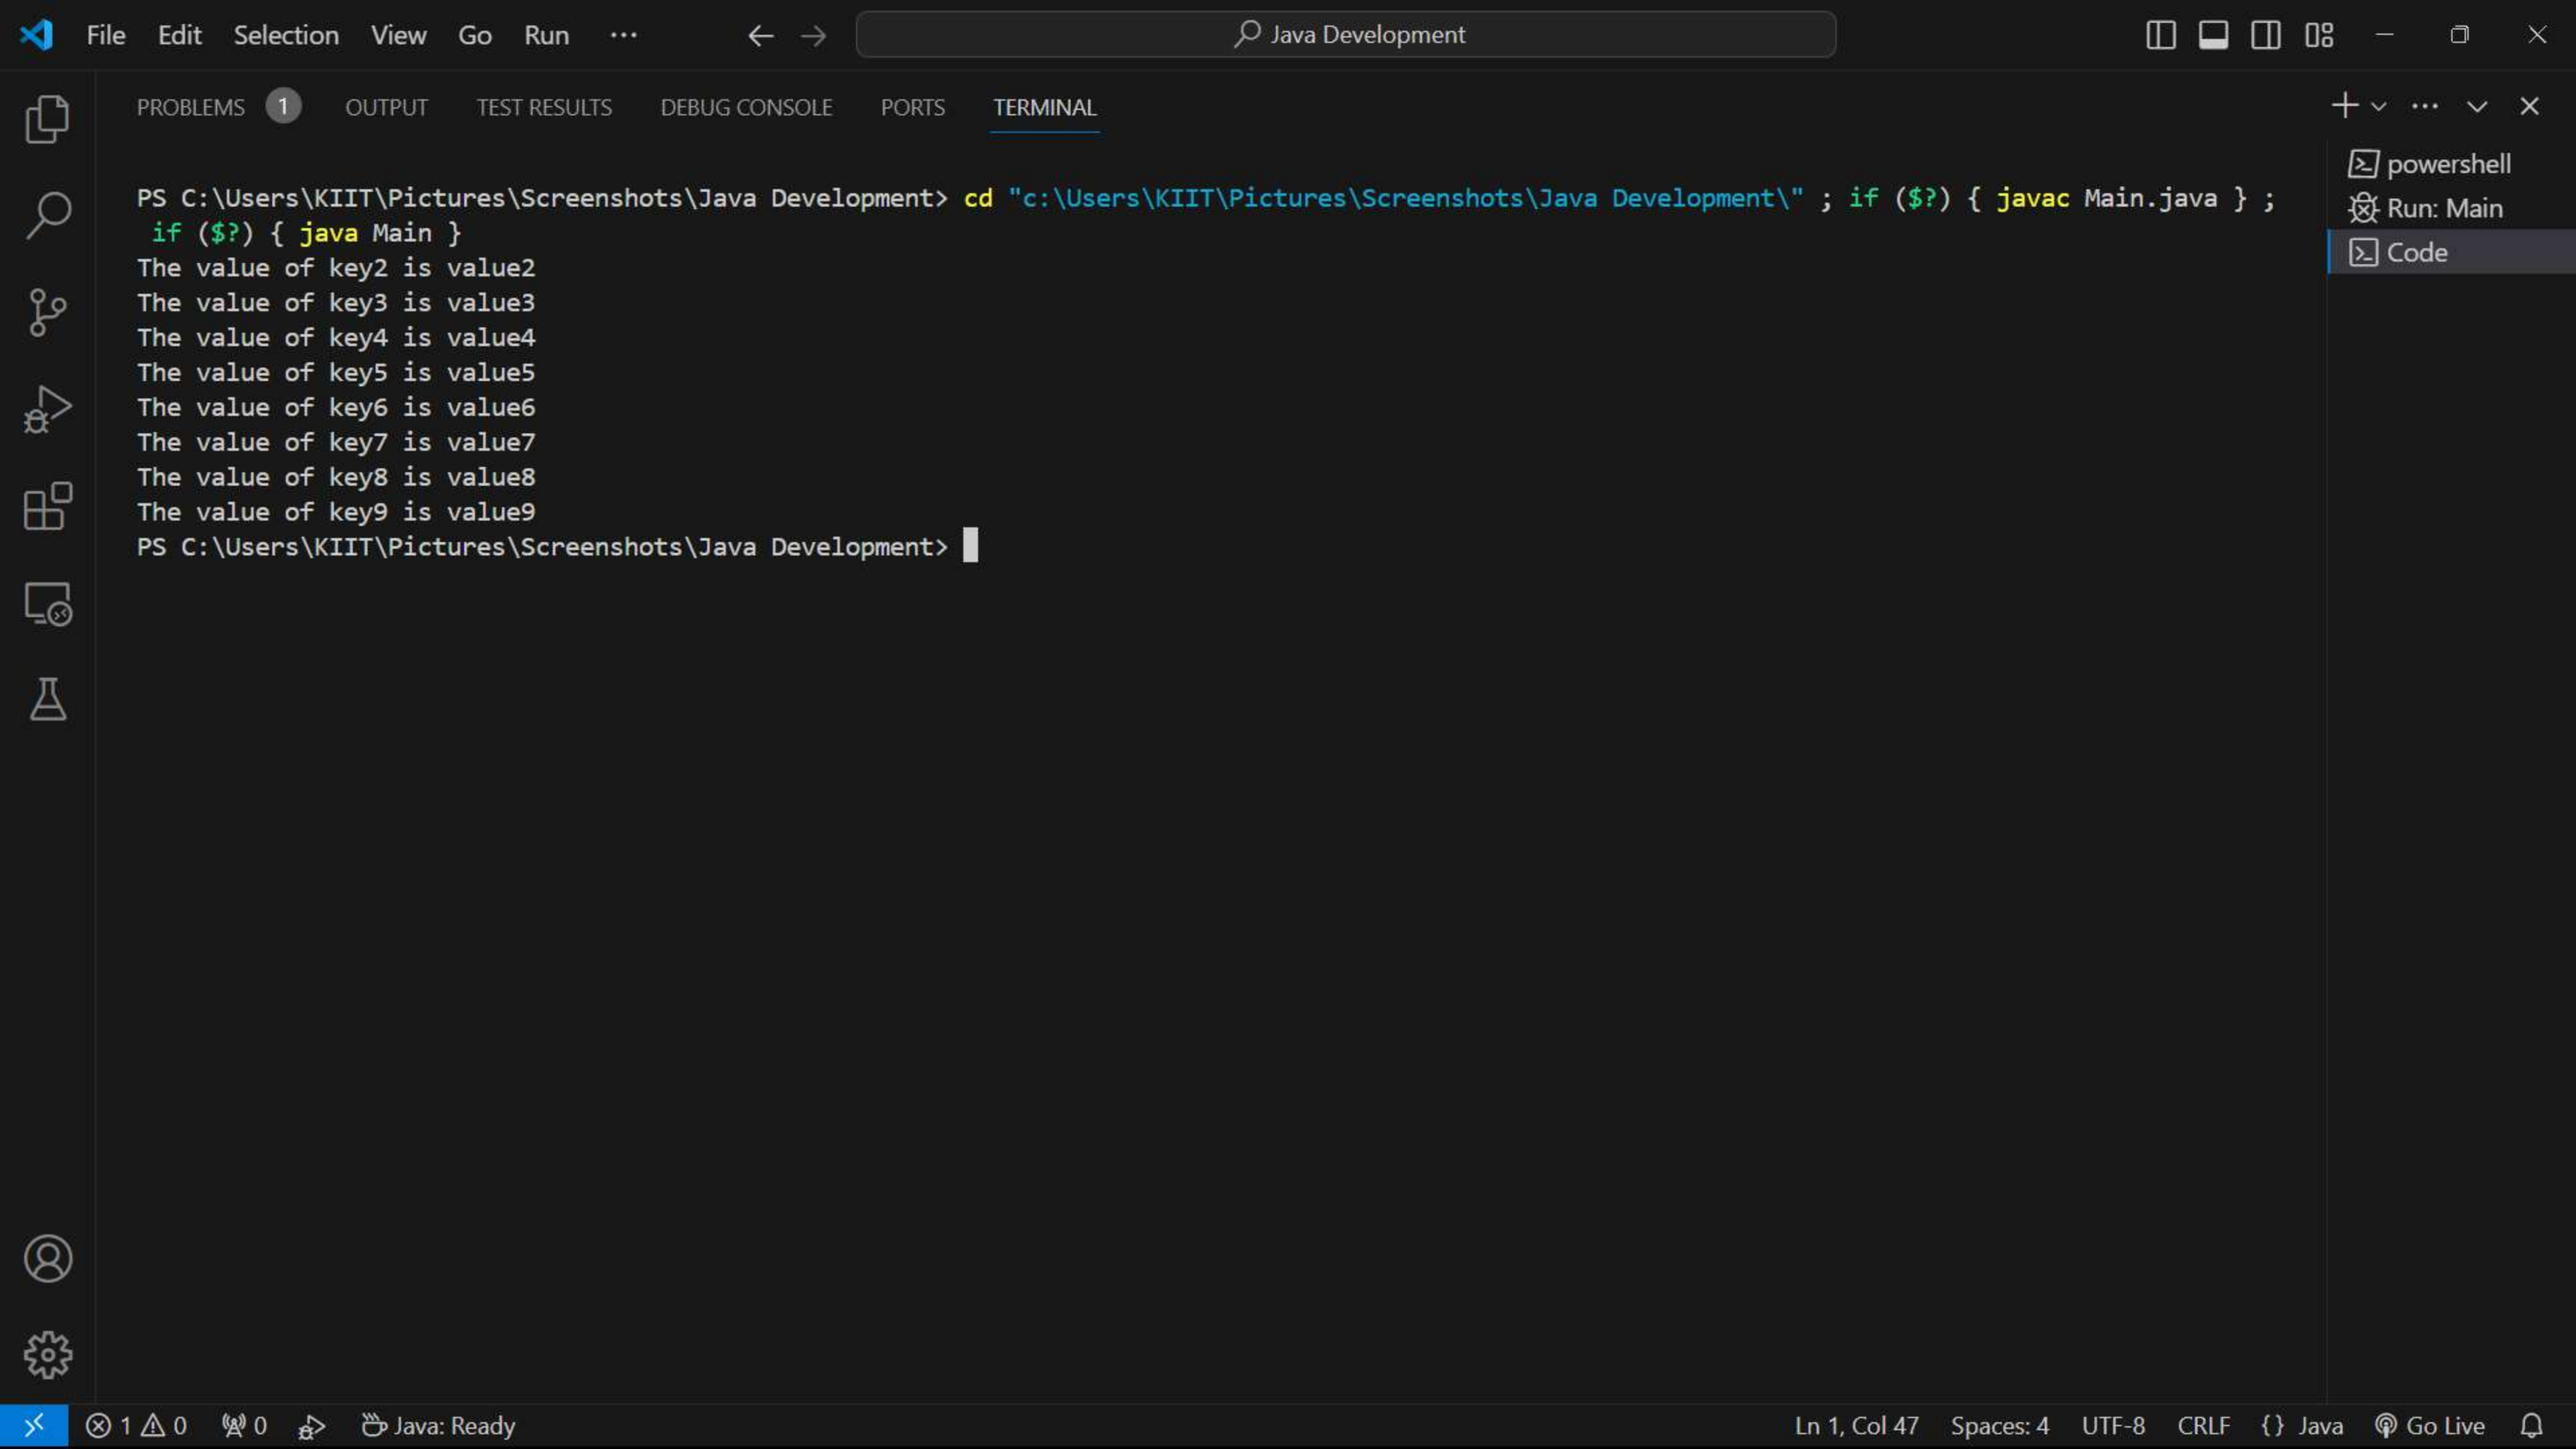 File Edit Selection View Go Run ··· Java Development
PROBLEMS 1 OUTPUT TEST RESULTS DEBUG CONSOLE PORTS TERMINAL
powershell
Run: Main
Code
PS C:\Users\KIIT\Pictures\Screenshots\Java Development> cd "c:\Users\KIIT\Pictures\Screenshots\Java Development\" ; if ($?) { javac Main.java } ;
if ($?) { java Main }
The value of key2 is value2
The value of key3 is value3
The value of key4 is value4
The value of key5 is value5
The value of key6 is value6
The value of key7 is value7
The value of key8 is value8
The value of key9 is value9
PS C:\Users\KIIT\Pictures\Screenshots\Java Development>
1 0 0 Java: Ready Ln 1, Col 47 Spaces: 4 UTF-8 CRLF {} Java Go Live